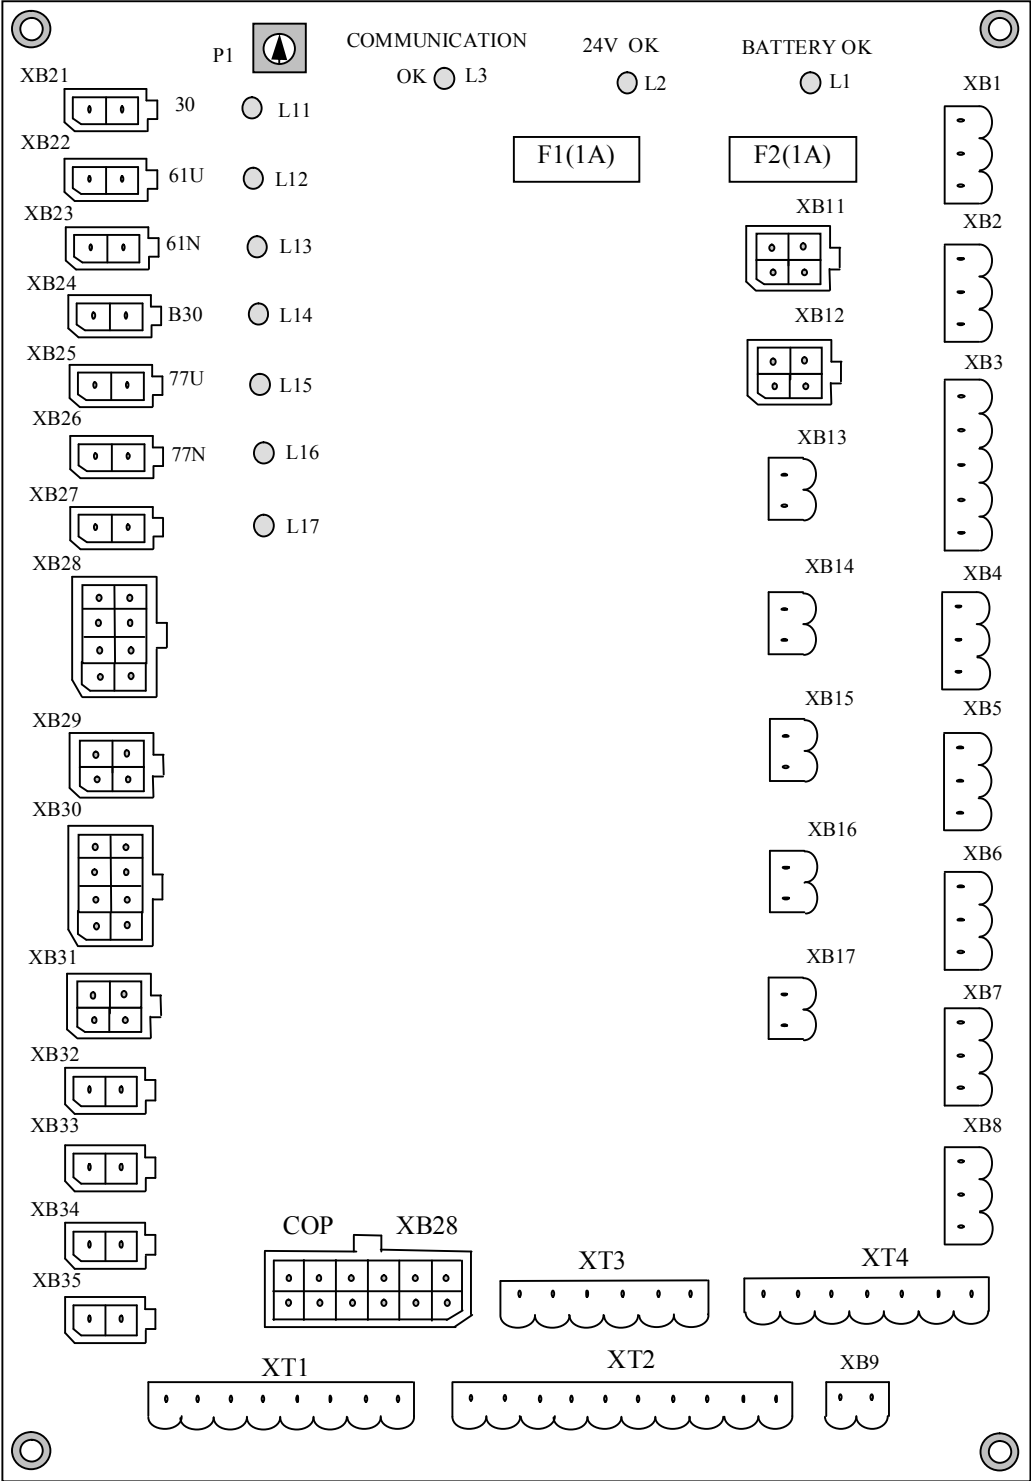 COMMUNICATION
24V OK
BATTERY OK
P1
OK L3
L2
L1
XB21
30
L11
XB1
XB22
61U
L12
F1(1A)
F2(1A)
XB23
61N
L13
XB11
XB2
XB24
B30
L14
XB12
XB25
77U
L15
XB3
XB26
77N
L16
XB13
XB27
L17
XB28
XB14
XB4
XB29
XB15
XB5
XB30
XB16
XB6
XB31
XB17
XB7
XB32
XB33
XB8
XB34
COP XB28
XT3
XT4
XB35
XT1
XT2
XB9